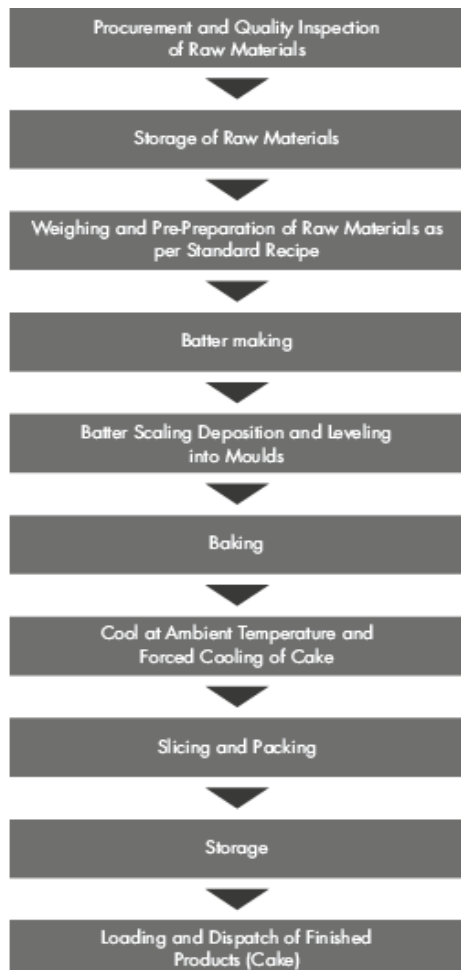 Procurement and Quality Inspection
of Raw Materials
Storage of Raw Materials
Weighing and Pre-Preparation of Raw Materials as
per Standard Recipe
Batter making
Batter Scaling Deposition and Leveling
into Moulds
Baking
Cool at Ambient Temperature and
Forced Cooling of Cake
Slicing and Packing
Storage
Loading and Dispatch of Finished
Products (Cake)